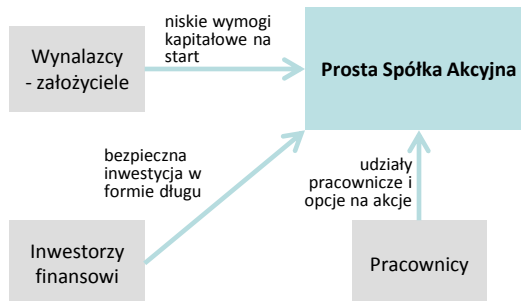 niskie wymogi
kapitałowe na
start
Wynalazcy
- założyciele
Prosta Spółka Akcyjna
bezpieczna
inwestycja w
formie długu
udziały
pracownicze i
opcje na akcje
Inwestorzy
finansowi
Pracownicy